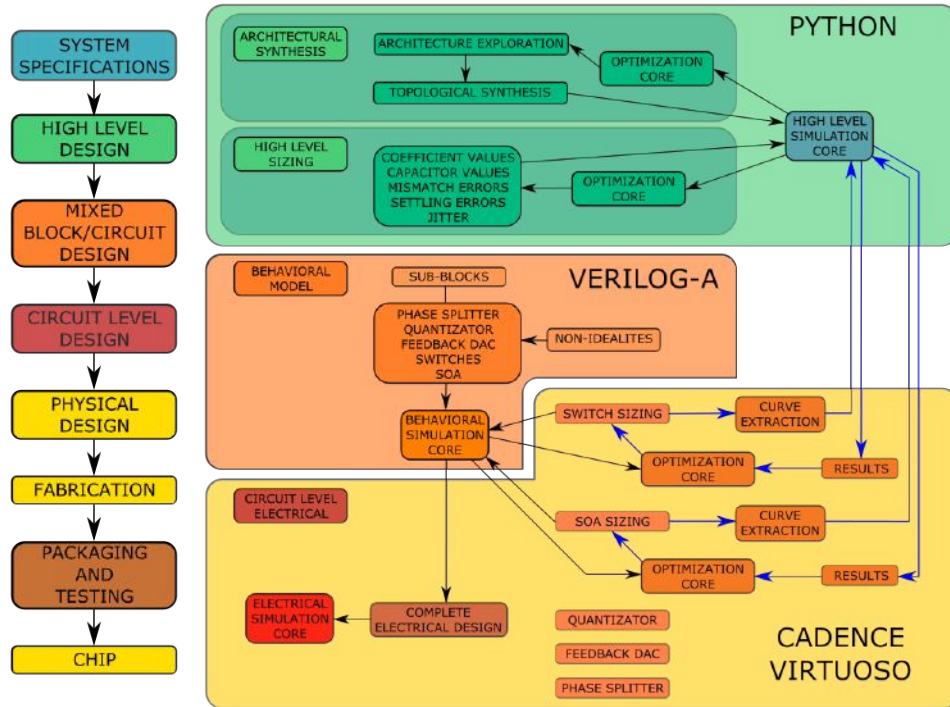 SYSTEM
SPECIFICATIONS
HIGH LEVEL
DESIGN
MIXED
BLOCK/CIRCUIT
DESIGN
CIRCUIT LEVEL
DESIGN
PHYSICAL
DESIGN
FABRICATION
PACKAGING
AND
TESTING
CHIP
PYTHON
ARCHITECTURAL
SYNTHESIS
ARCHITECTURE EXPLORATION
TOPOLOGICAL SYNTHESIS
OPTIMIZATION
CORE
HIGH LEVEL
SIMULATION
CORE
HIGH LEVEL
SIZING
COEFFICIENT VALUES
CAPACITOR VALUES
MISMATCH ERRORS
SETTLING ERRORS
JITTER
OPTIMIZATION
CORE
VERILOG-A
BEHAVIORAL
MODEL
SUB-BLOCKS
PHASE SPLITTER
QUANTIZATOR
FEEDBACK DAC
SWITCHES
SOA
NON-IDEALITES
BEHAVIORAL
SIMULATION
CORE
SWITCH SIZING
CURVE
EXTRACTION
OPTIMIZATION
CORE
RESULTS
CIRCUIT LEVEL
ELECTRICAL
SOA SIZING
CURVE
EXTRACTION
OPTIMIZATION
CORE
RESULTS
ELECTRICAL
SIMULATION
CORE
COMPLETE
ELECTRICAL DESIGN
QUANTIZATOR
FEEDBACK DAC
PHASE SPLITTER
CADENCE
VIRTUOSO